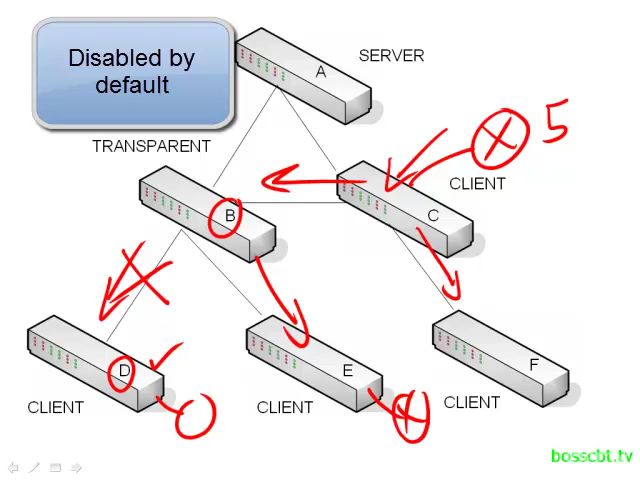 Disabled by
default
SERVER
A
TRANSPARENT
X 5
CLIENT
B
C
D
E
F
CLIENT
CLIENT
CLIENT
bosscbt.tv